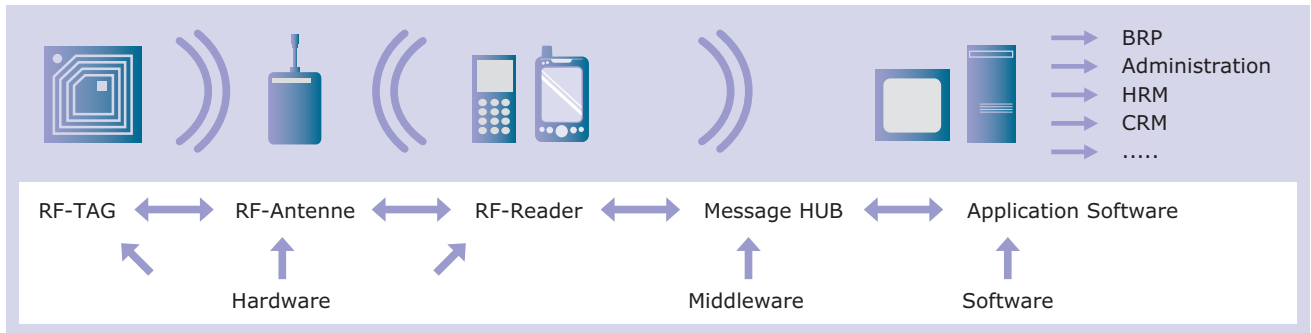 BRP
Administration
HRM
CRM
.....
RF-TAG RF-Antenne RF-Reader Message HUB Application Software
Hardware Middleware Software